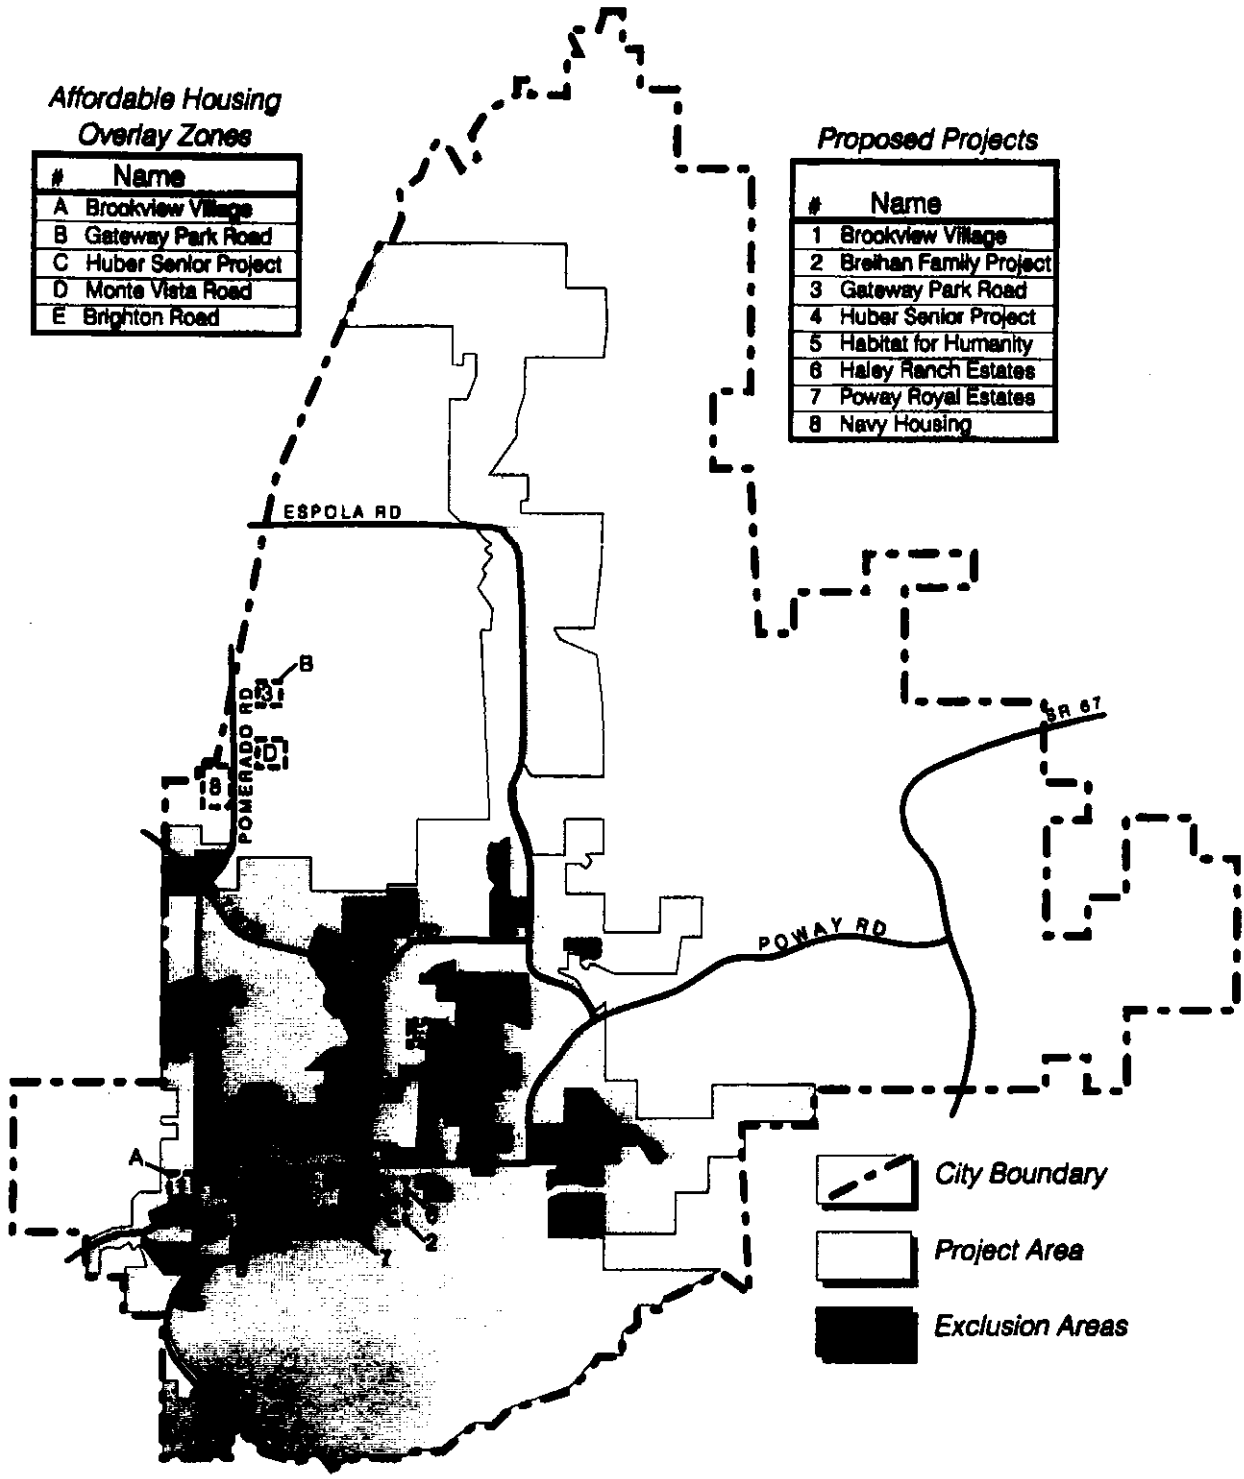 Affordable Housing
Overlay Zones
# Name
A Brookview Village
B Gateway Park Road
C Huber Senior Project
D Monte Vista Road
E Brighton Road
Proposed Projects
# Name
1 Brookview Village
2 Breihan Family Project
3 Gateway Park Road
4 Huber Senior Project
5 Habitat for Humanity
6 Haley Ranch Estates
7 Poway Royal Estates
8 Navy Housing
ESPOLA RD
B
3
POMERADO RD
D
8
SR 67
POWAY RD
A
1
2
7
City Boundary
Project Area
Exclusion Areas